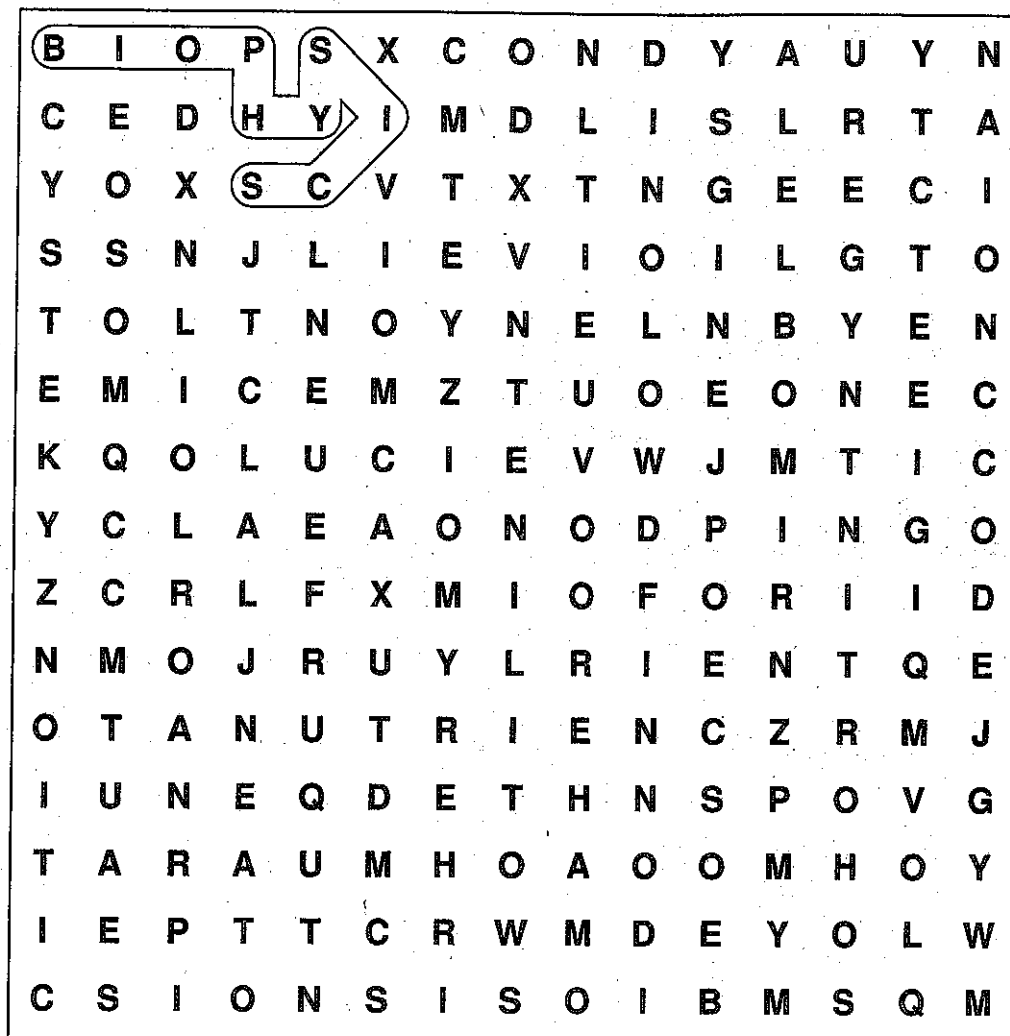 B I O P S X C O N D Y A U Y N
C E D H Y I M D L I S L R T A
Y O X S C V T X T N G E E C I
S S N J L I E V I O I L G T O
T O L T N O Y N E L N B Y E N
E M I C E M Z T U O E O N E C
K Q O L U C I E V W J M T I C
Y C L A E A O N O D P I N G O
Z C R L F X M I O F O R I I D
N M O J R U Y L R I E N T Q E
O T A N U T R I E N C Z R M J
I U N E Q D E T H N S P O V G
T A R A U M H O A O O M H O Y
I E P T T C R W M D E Y O L W
C S I O N S I S O I B M S Q M